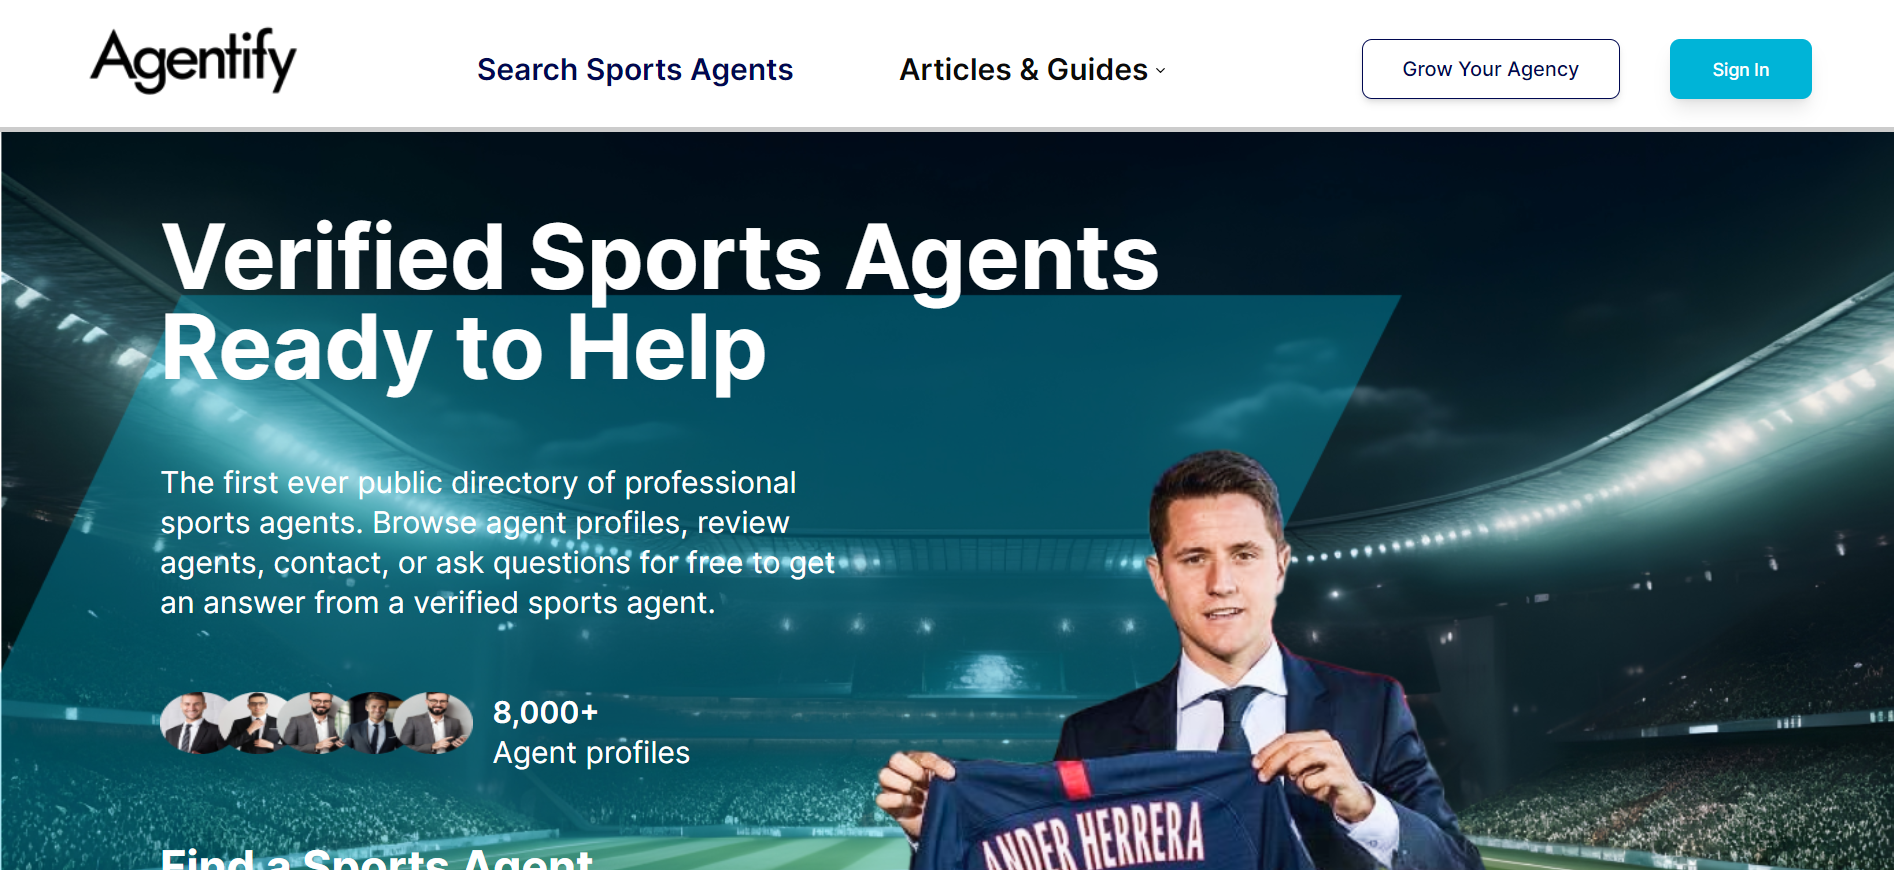 Agentify
Search Sports Agents
Articles & Guides
Grow Your Agency
Sign In
Verified Sports Agents
Ready to Help
The first ever public directory of professional
sports agents. Browse agent profiles, review
agents, contact, or ask questions for free to get
an answer from a verified sports agent.
8,000+
Agent profiles
ANDER HERRERA
Find a Sports Agent